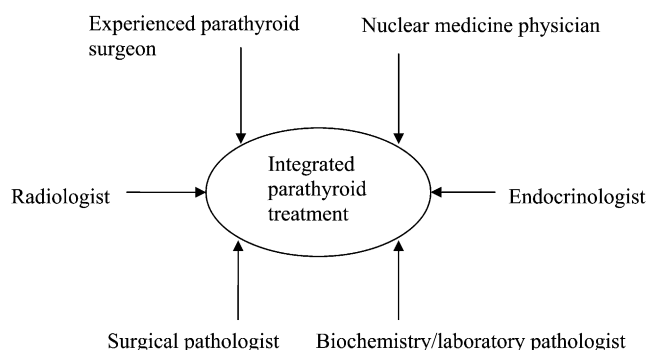 Experienced parathyroid
surgeon
Nuclear medicine physician
Integrated
parathyroid
treatment
Radiologist
Endocrinologist
Surgical pathologist
Biochemistry/laboratory pathologist